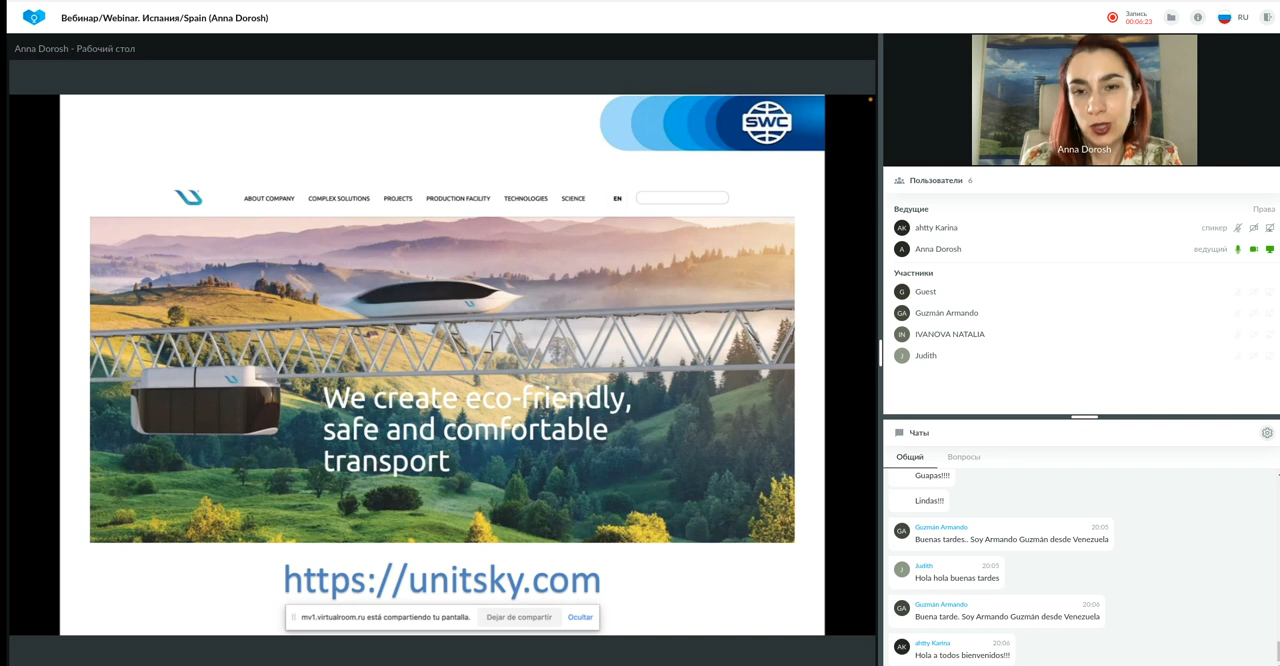 Вебинар/Webinar. Испания/Spain (Anna Dorosh)
Запись
00:06:23
RU
Anna Dorosh - Рабочий стол
SWC
ABOUT COMPANY COMPLEX SOLUTIONS PROJECTS PRODUCTION FACILITY TECHNOLOGIES SCIENCE EN
We create eco-friendly,
safe and comfortable
transport
https://unitsky.com
mv1.virtualroom.ru está compartiendo tu pantalla. Dejar de compartir Ocultar
Anna Dorosh
Пользователи 6
Ведущие Права
AK ahtty Karina спикер
A Anna Dorosh ведущий
Участники
G Guest
GA Guzmán Armando
IN IVANOVA NATALIA
J Judith
Чаты
Общий Вопросы
Guapas!!!!
Lindas!!!
GA Guzmán Armando 20:05
Buenas tardes.. Soy Armando Guzmán desde Venezuela
J Judith 20:05
Hola hola buenas tardes
GA Guzmán Armando 20:06
Buena tarde. Soy Armando Guzmán desde Venezuela
AK ahtty Karina 20:06
Hola a todos bienvenidos!!!